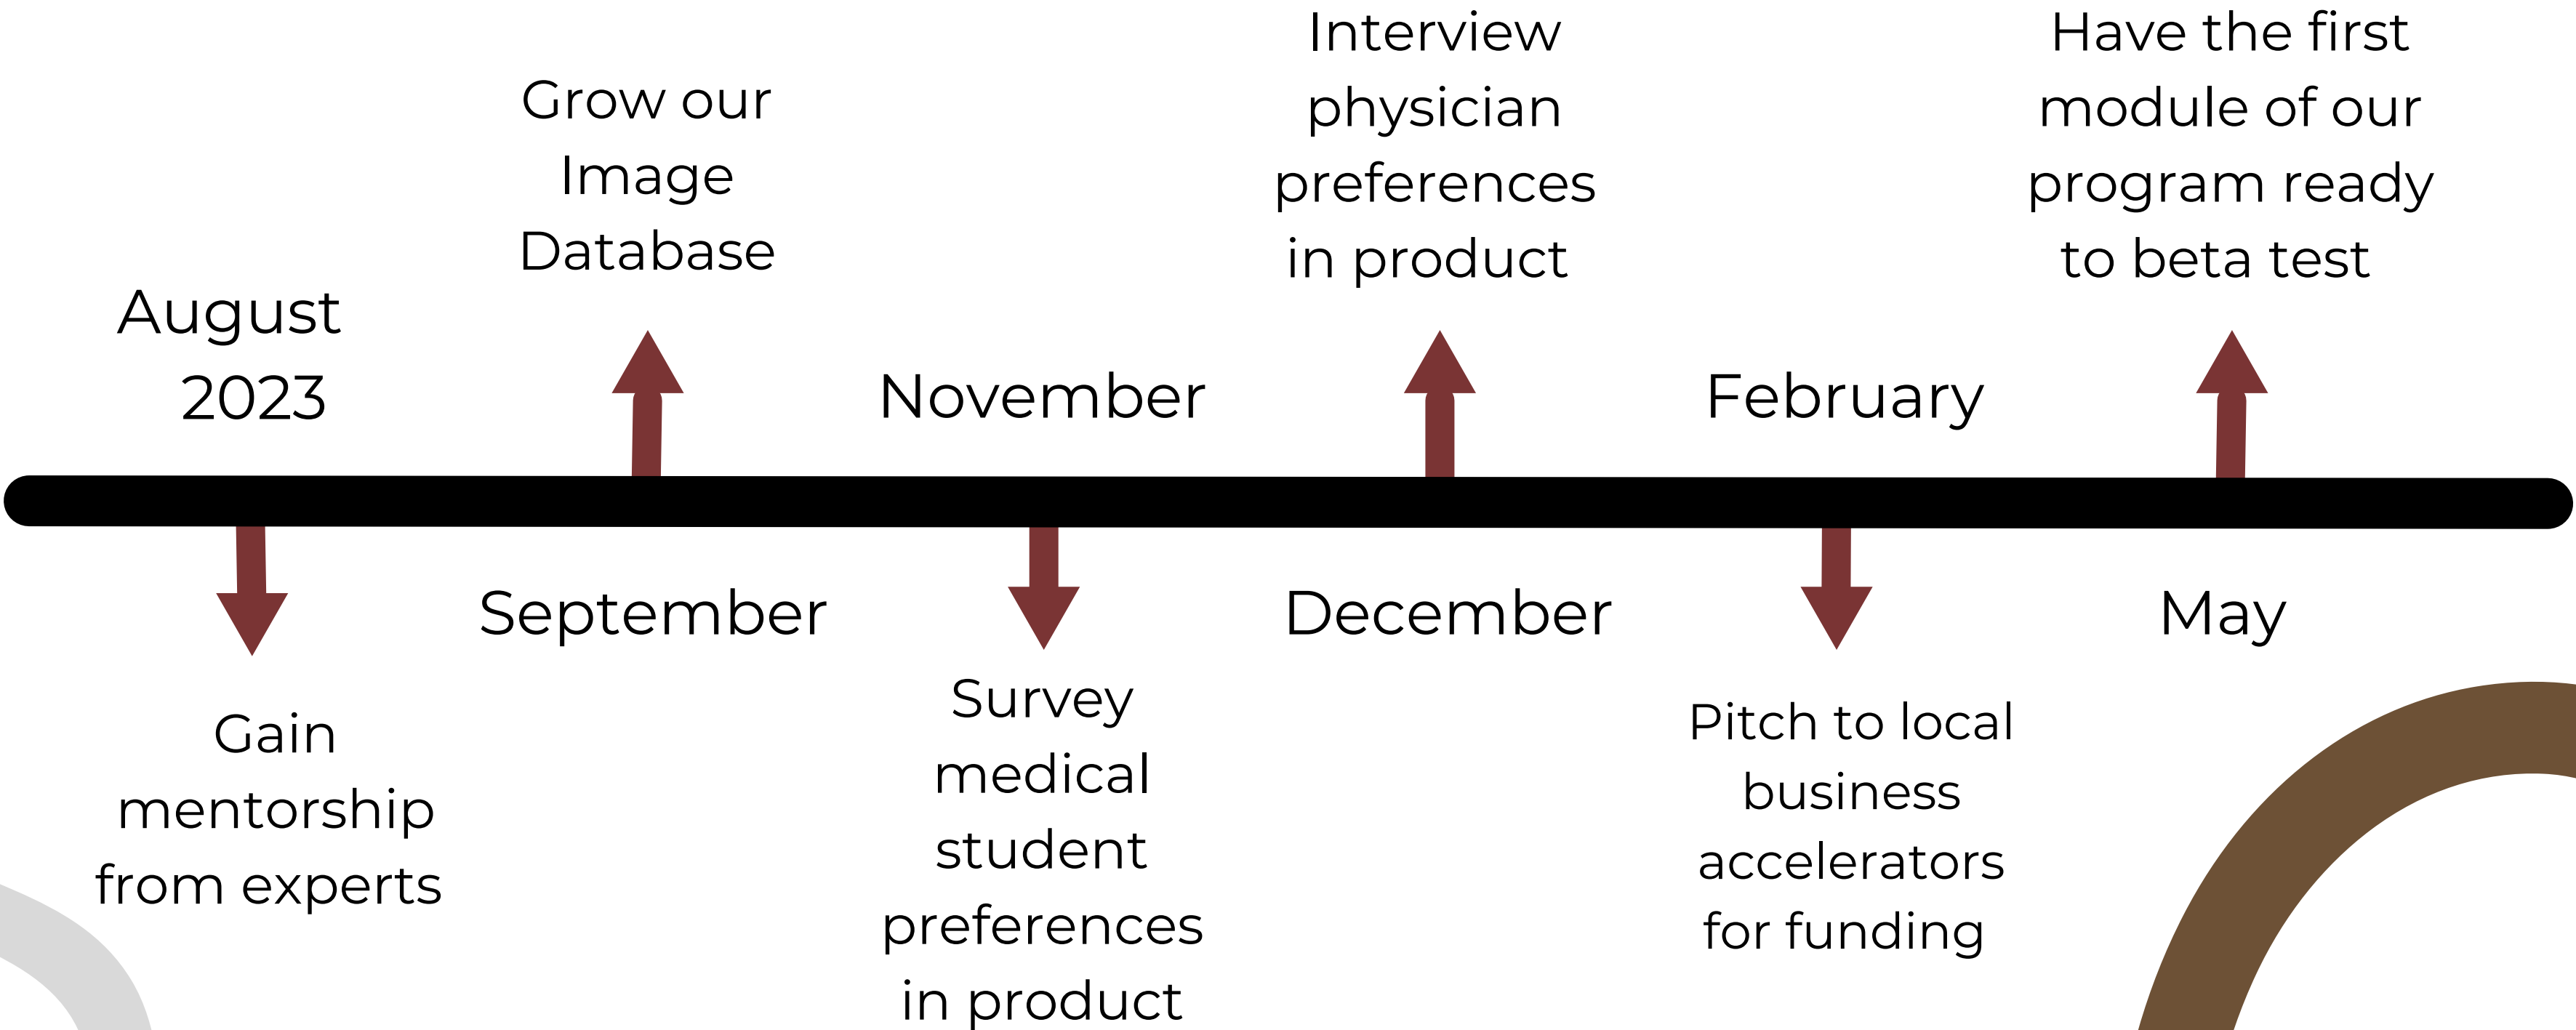 August
2023
Gain
mentorship
from experts
Grow our
Image
Database
September
November
Survey
medical
student
preferences
in product
Interview
physician
preferences
in product
December
February
Pitch to local
business
accelerators
for funding
Have the first
module of our
program ready
to beta test
May